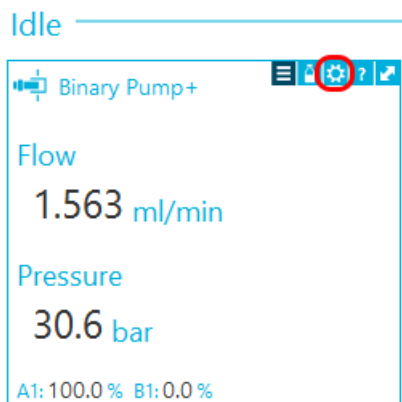 Idle
Binary Pump+
?
Flow
1.563 ml/min
Pressure
30.6 bar
A1: 100.0 % B1: 0.0 %